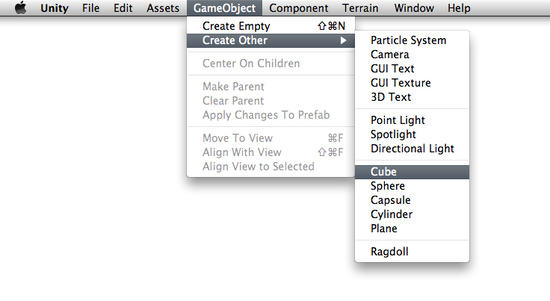 Unity File Edit Assets GameObject Component Terrain Window Help
Create Empty ⇧⌘N
Create Other ▶
Center On Children
Make Parent
Clear Parent
Apply Changes To Prefab
Move To View ⌘F
Align With View ⇧⌘F
Align View to Selected
Particle System
Camera
GUI Text
GUI Texture
3D Text
Point Light
Spotlight
Directional Light
Cube
Sphere
Capsule
Cylinder
Plane
Ragdoll